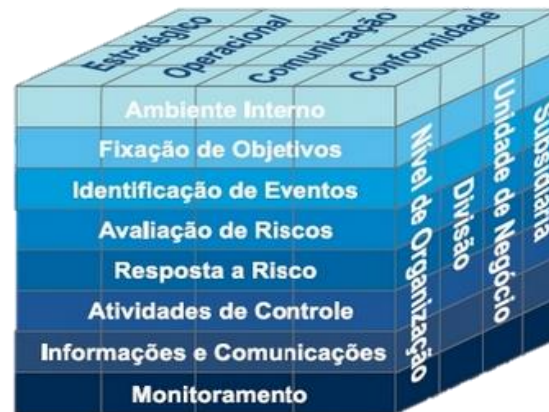 Estratégico
Operacional
Comunicação
Conformidade
Ambiente Interno
Fixação de Objetivos
Identificação de Eventos
Avaliação de Riscos
Resposta a Risco
Atividades de Controle
Informações e Comunicações
Monitoramento
Nível de Organização
Divisão
Unidade de Negócio
Subsidiária